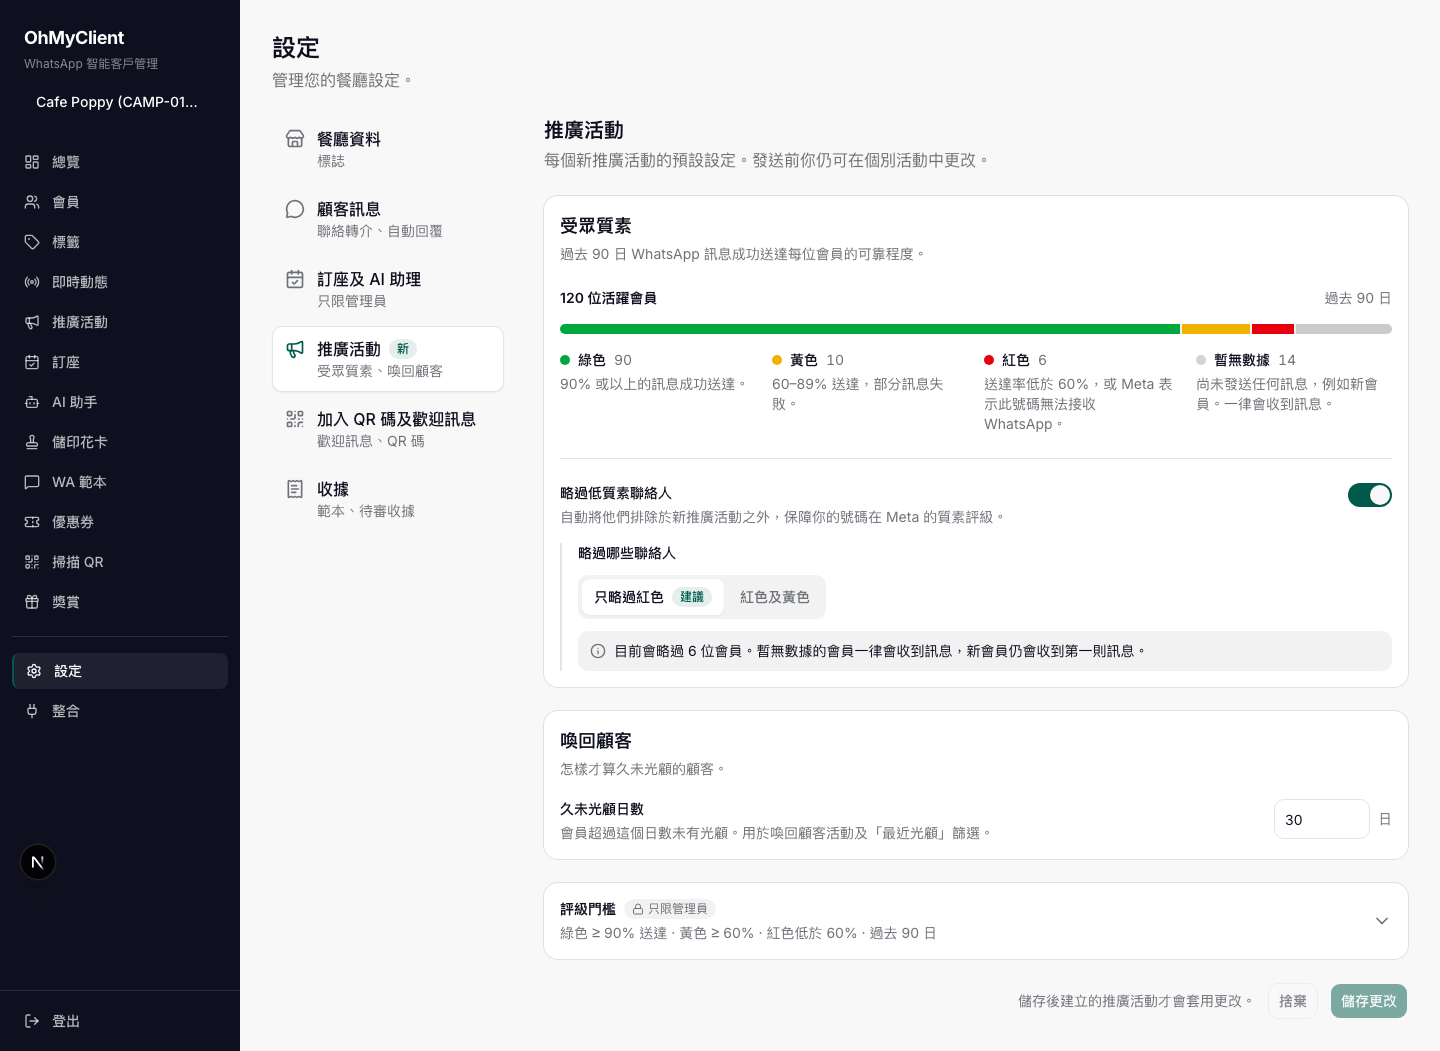 OhMyClient
WhatsApp 智能客戶管理
Cafe Poppy (CAMP-01...
總覽
會員
標籤
即時動態
推廣活動
訂座
AI 助手
儲印花卡
WA 範本
優惠券
掃描 QR
獎賞
設定
整合
N
登出
設定
管理您的餐廳設定。
餐廳資料
標誌
顧客訊息
聯絡轉介、自動回覆
訂座及 AI 助理
只限管理員
推廣活動 新
受眾質素、喚回顧客
加入 QR 碼及歡迎訊息
歡迎訊息、QR 碼
收據
範本、待審收據
推廣活動
每個新推廣活動的預設設定。發送前你仍可在個別活動中更改。
受眾質素
過去 90 日 WhatsApp 訊息成功送達每位會員的可靠程度。
120 位活躍會員 過去 90 日
綠色 90
90% 或以上的訊息成功送達。
黃色 10
60–89% 送達，部分訊息失
敗。
紅色 6
送達率低於 60%，或 Meta 表
示此號碼無法接收
WhatsApp。
暫無數據 14
尚未發送任何訊息，例如新會
員。一律會收到訊息。
略過低質素聯絡人
自動將他們排除於新推廣活動之外，保障你的號碼在 Meta 的質素評級。
略過哪些聯絡人
只略過紅色 建議 紅色及黃色
目前會略過 6 位會員。暫無數據的會員一律會收到訊息，新會員仍會收到第一則訊息。
喚回顧客
怎樣才算久未光顧的顧客。
久未光顧日數
會員超過這個日數未有光顧。用於喚回顧客活動及「最近光顧」篩選。
30 日
評級門檻 只限管理員
綠色 ≥ 90% 送達 · 黃色 ≥ 60% · 紅色低於 60% · 過去 90 日
儲存後建立的推廣活動才會套用更改。 捨棄 儲存更改